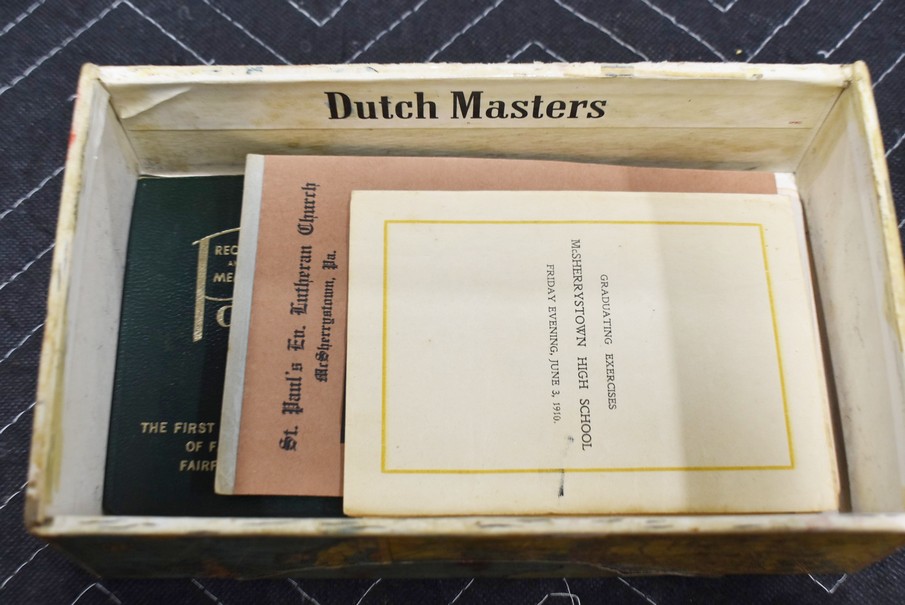 Dutch Masters
REC
ME
THE FIRST
OF F
FAIRF
St. Paul's Ev. Lutheran Church
McSherrystown, Pa.
GRADUATING EXERCISES
McSHERRYSTOWN HIGH SCHOOL
FRIDAY EVENING, JUNE 3, 1910.